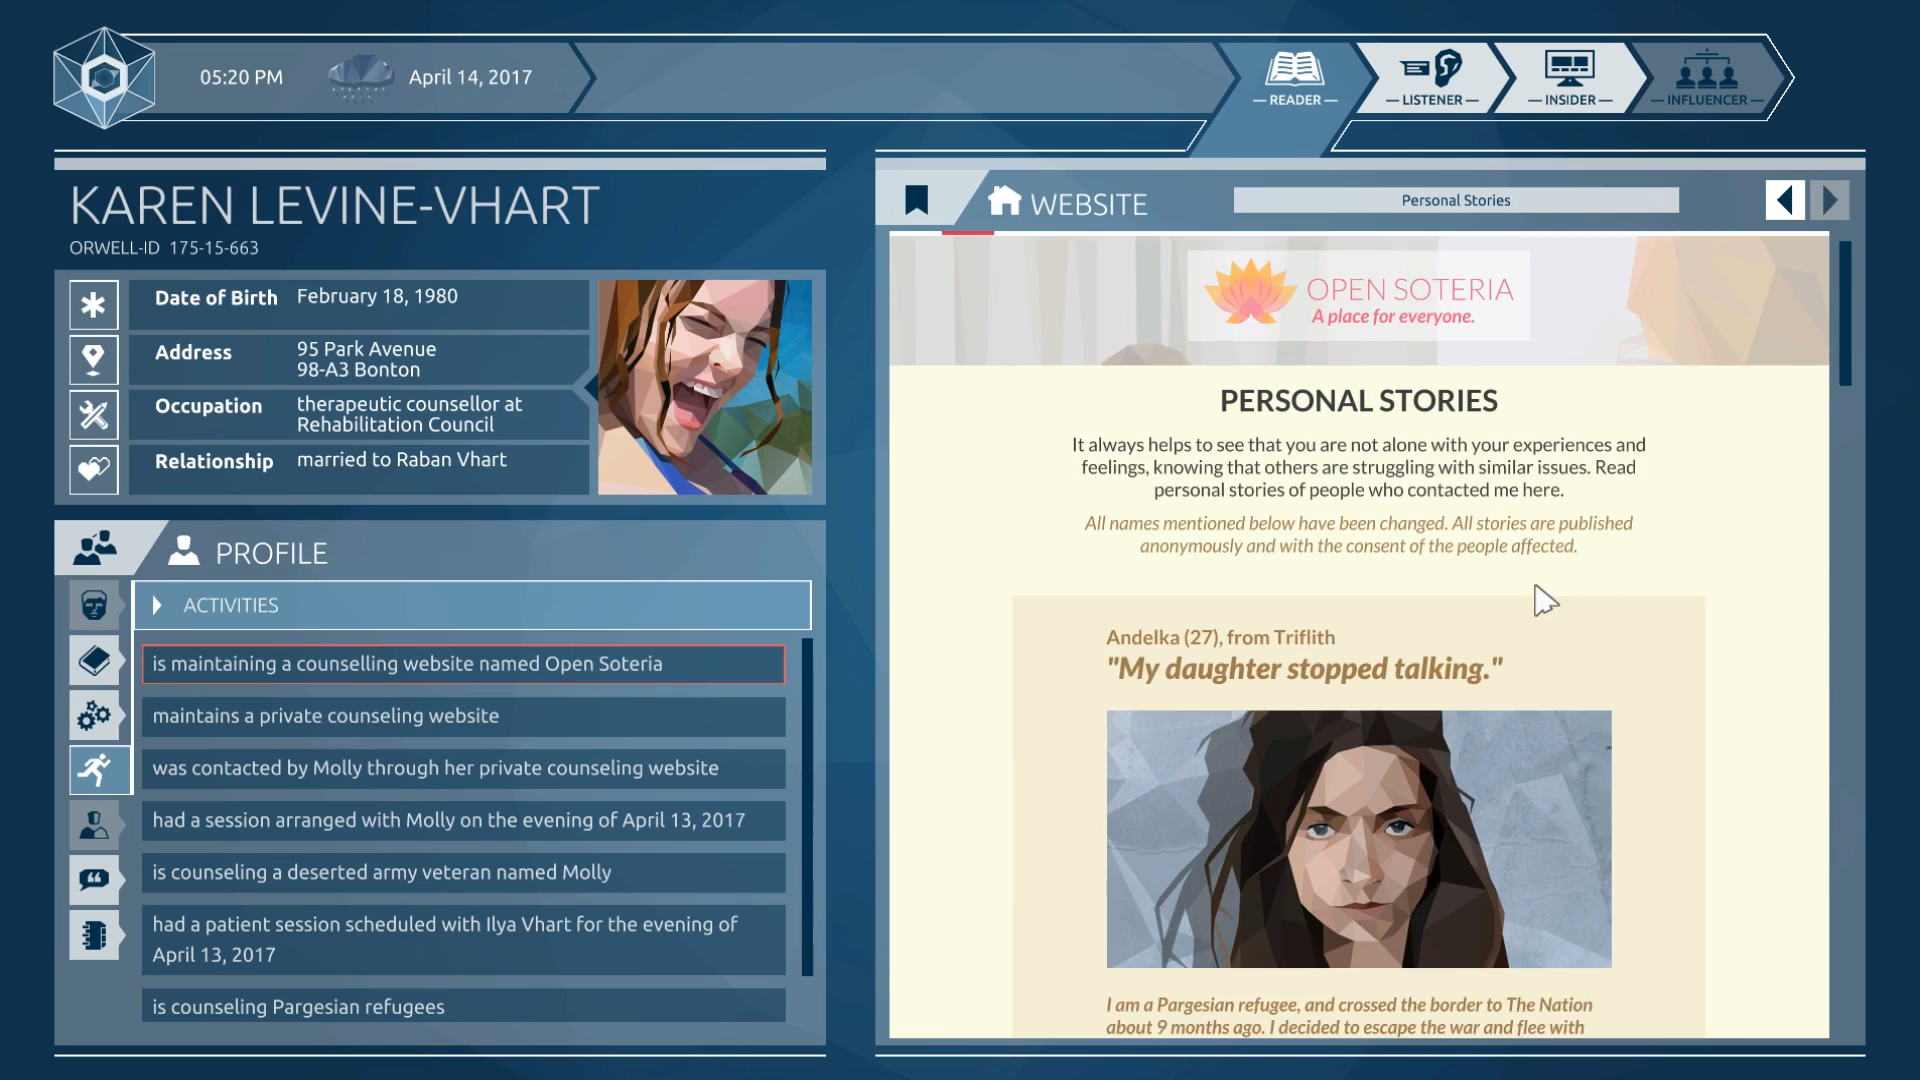 05:20 PM
April 14, 2017
— READER —
— LISTENER —
— INSIDER —
— INFLUENCER —
KAREN LEVINE-VHART
ORWELL-ID 175-15-663
Date of Birth February 18, 1980
Address 95 Park Avenue
98-A3 Bonton
Occupation therapeutic counsellor at
Rehabilitation Council
Relationship married to Raban Vhart
PROFILE
ACTIVITIES
is maintaining a counselling website named Open Soteria
maintains a private counseling website
was contacted by Molly through her private counseling website
had a session arranged with Molly on the evening of April 13, 2017
is counseling a deserted army veteran named Molly
had a patient session scheduled with Ilya Vhart for the evening of
April 13, 2017
is counseling Pargesian refugees
WEBSITE
Personal Stories
OPEN SOTERIA
A place for everyone.
PERSONAL STORIES
It always helps to see that you are not alone with your experiences and
feelings, knowing that others are struggling with similar issues. Read
personal stories of people who contacted me here.
All names mentioned below have been changed. All stories are published
anonymously and with the consent of the people affected.
Andelka (27), from Triflith
"My daughter stopped talking."
I am a Pargesian refugee, and crossed the border to The Nation
about 9 months ago. I decided to escape the war and flee with